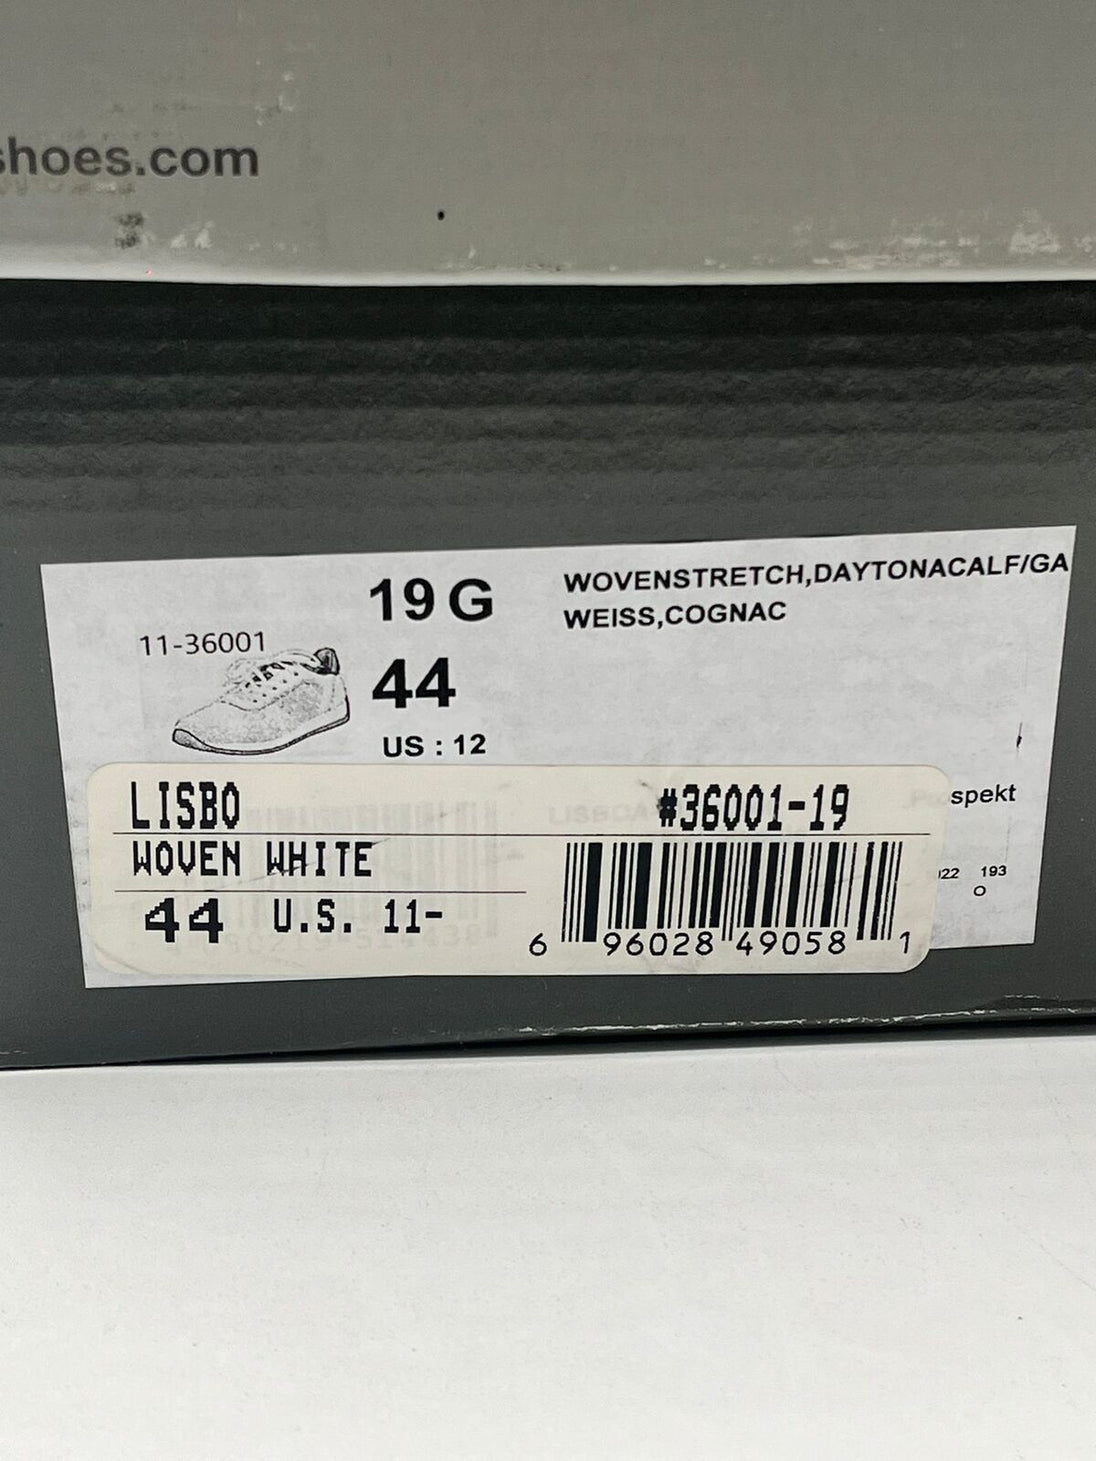 shoes.com
19 G
WOVENSTRETCH,DAYTONACALF/GA
WEISS,COGNAC
11-36001
44
US : 12
LISBO
#36001-19
spekt
WOVEN WHITE
022 193
O
44 U.S. 11-
6 96028 49058 1